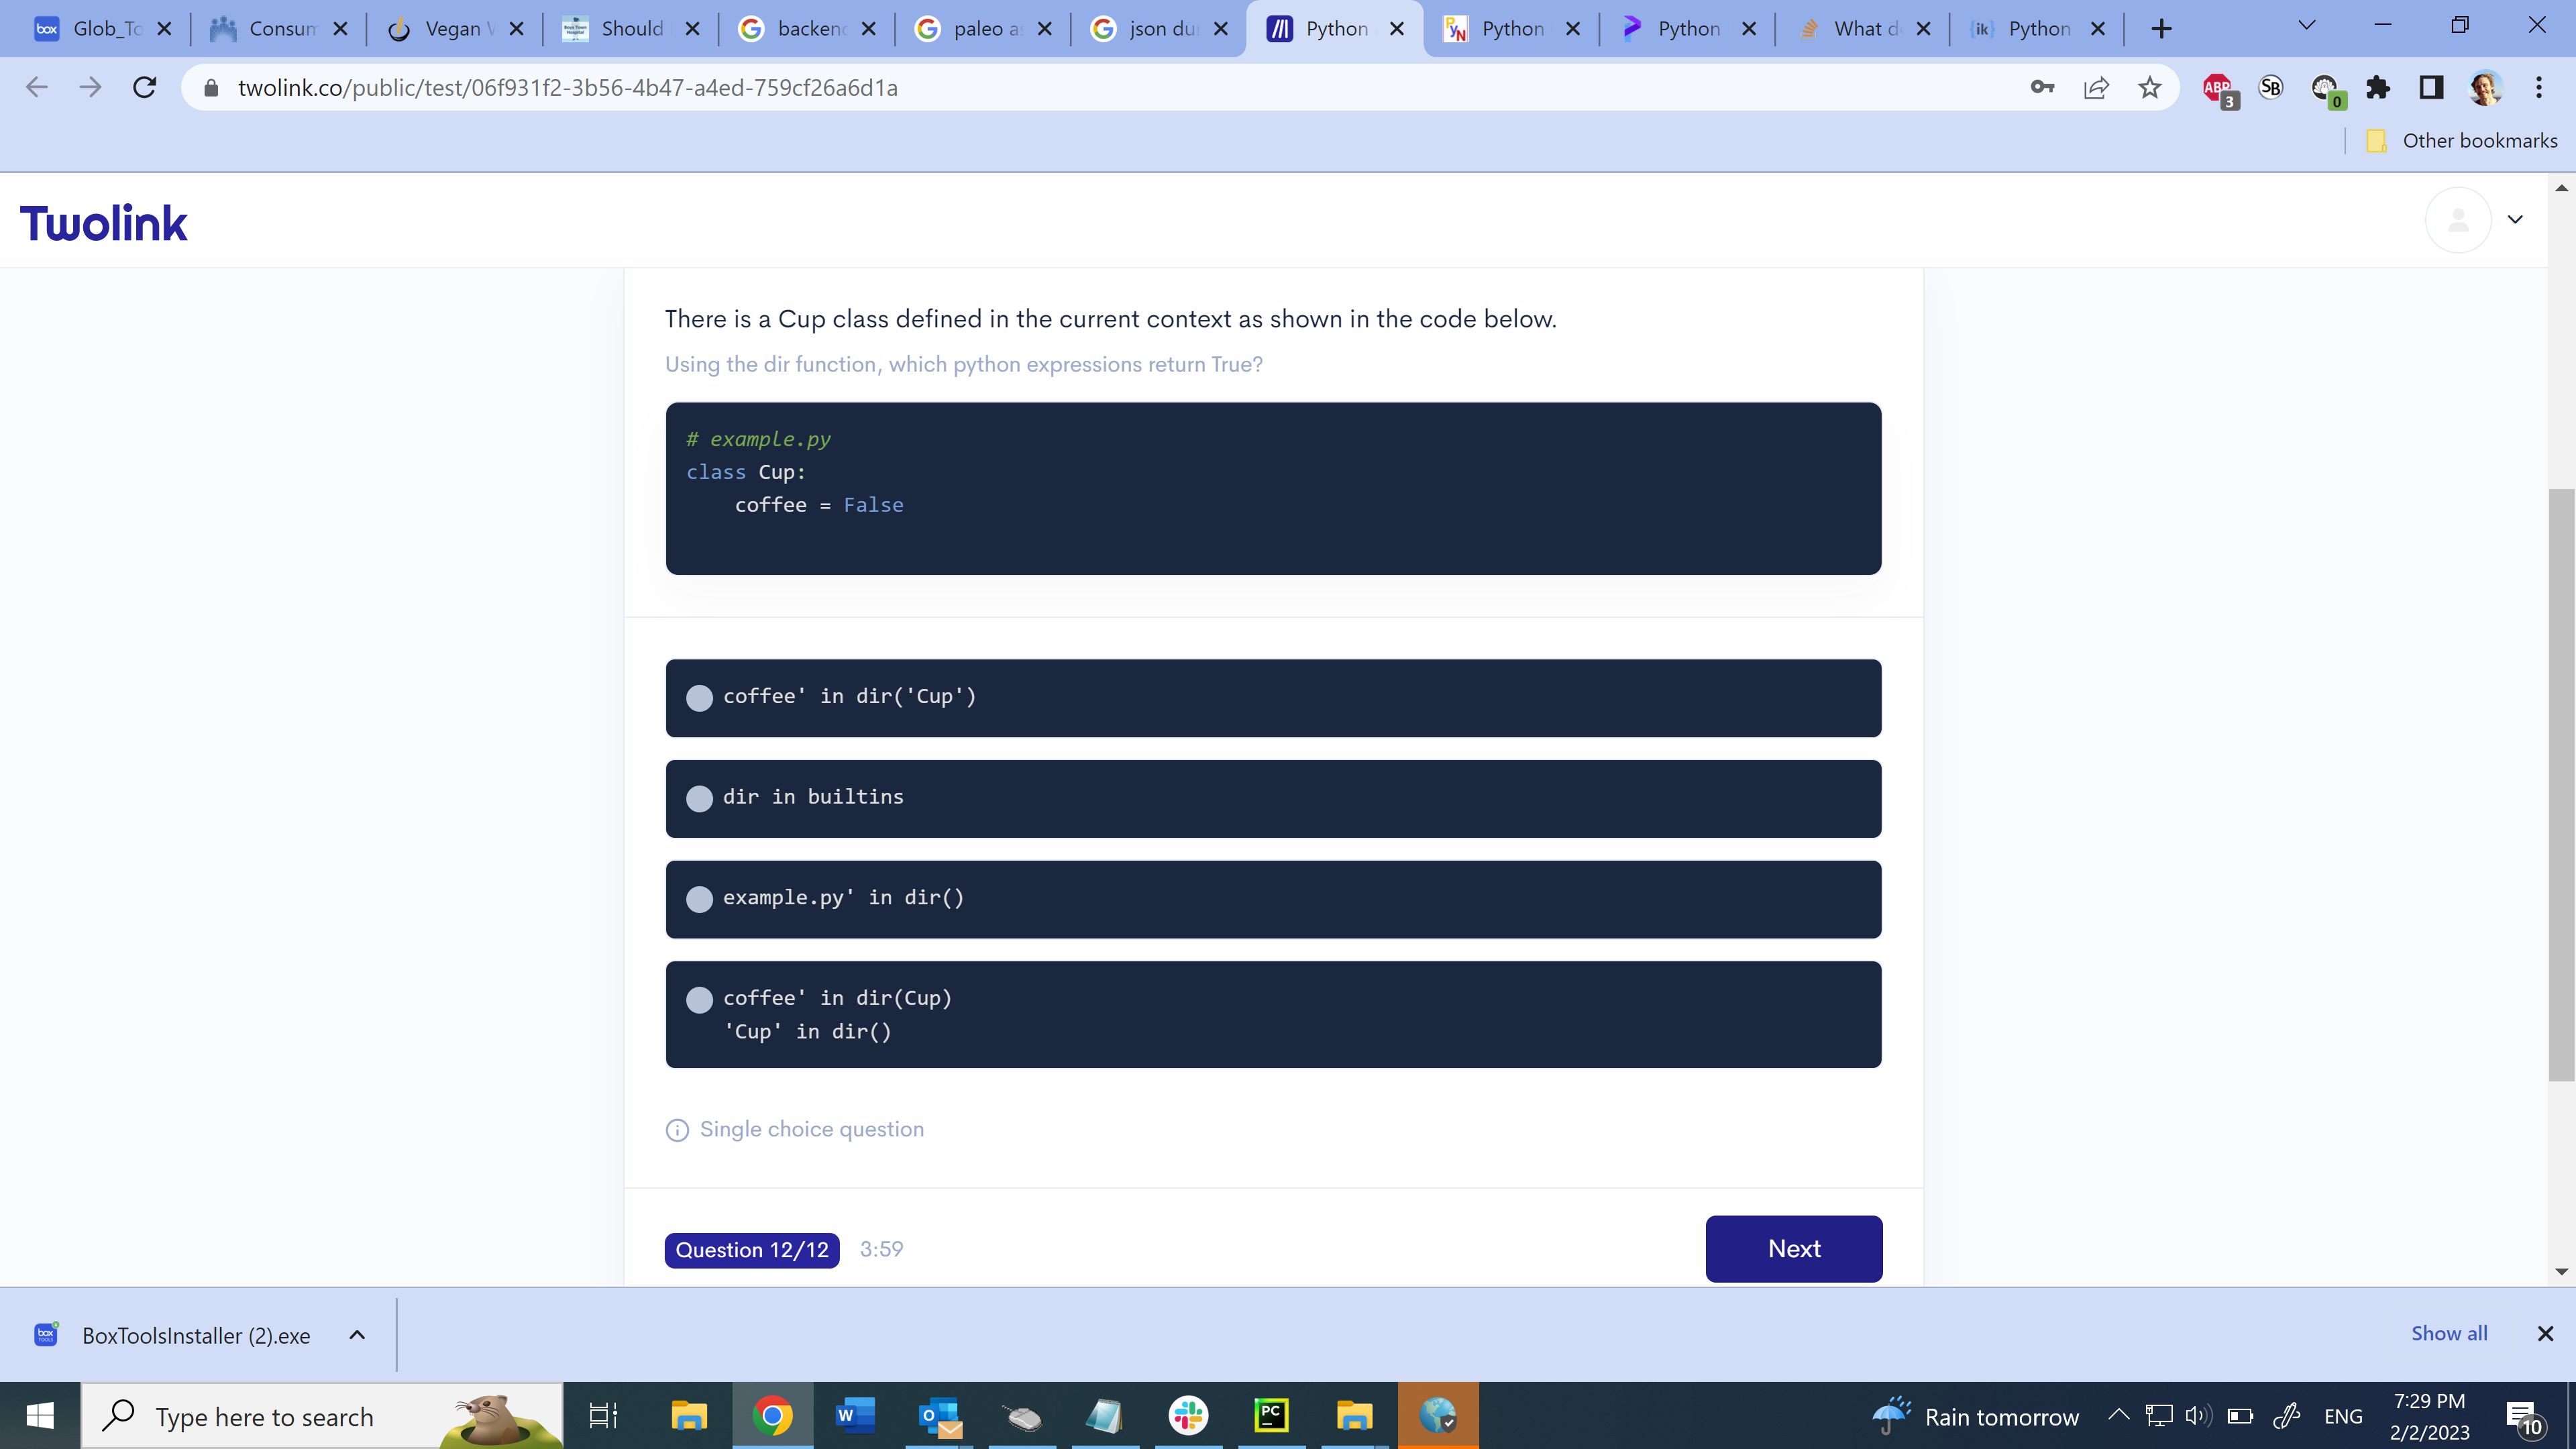 Glob_To
Consum
Vegan V
Should
backend
paleo a
json du
Python
Python
Python
What d
Python
twolink.co/public/test/06f931f2-3b56-4b47-a4ed-759cf26a6d1a
ABP
3
SB
0
Other bookmarks
Twolink
There is a Cup class defined in the current context as shown in the code below.
Using the dir function, which python expressions return True?
# example.py
class Cup:
    coffee = False
coffee' in dir('Cup')
dir in builtins
example.py' in dir()
coffee' in dir(Cup)
'Cup' in dir()
Single choice question
Question 12/12
3:59
Next
BoxToolsInstaller (2).exe
Show all
Type here to search
Rain tomorrow
ENG
7:29 PM
2/2/2023
10